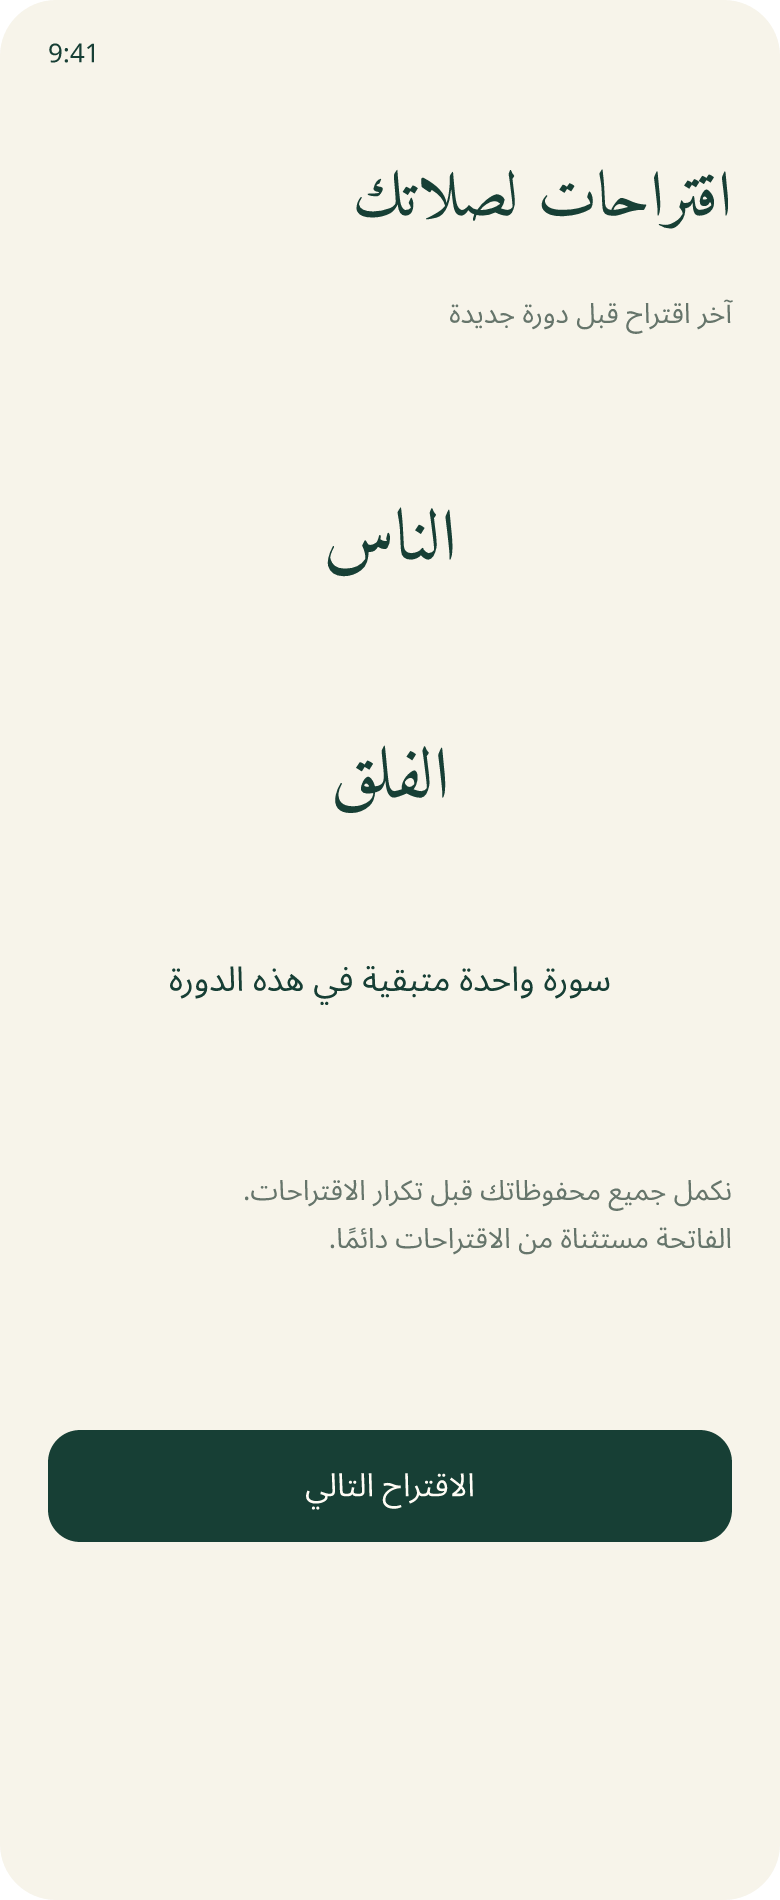 9:41
اقتراحات لصلاتك
آخر اقتراح قبل دورة جديدة
الناس
الفلق
سورة واحدة متبقية في هذه الدورة
نكمل جميع محفوظاتك قبل تكرار الاقتراحات.
الفاتحة مستثناة من الاقتراحات دائمًا.
الاقتراح التالي